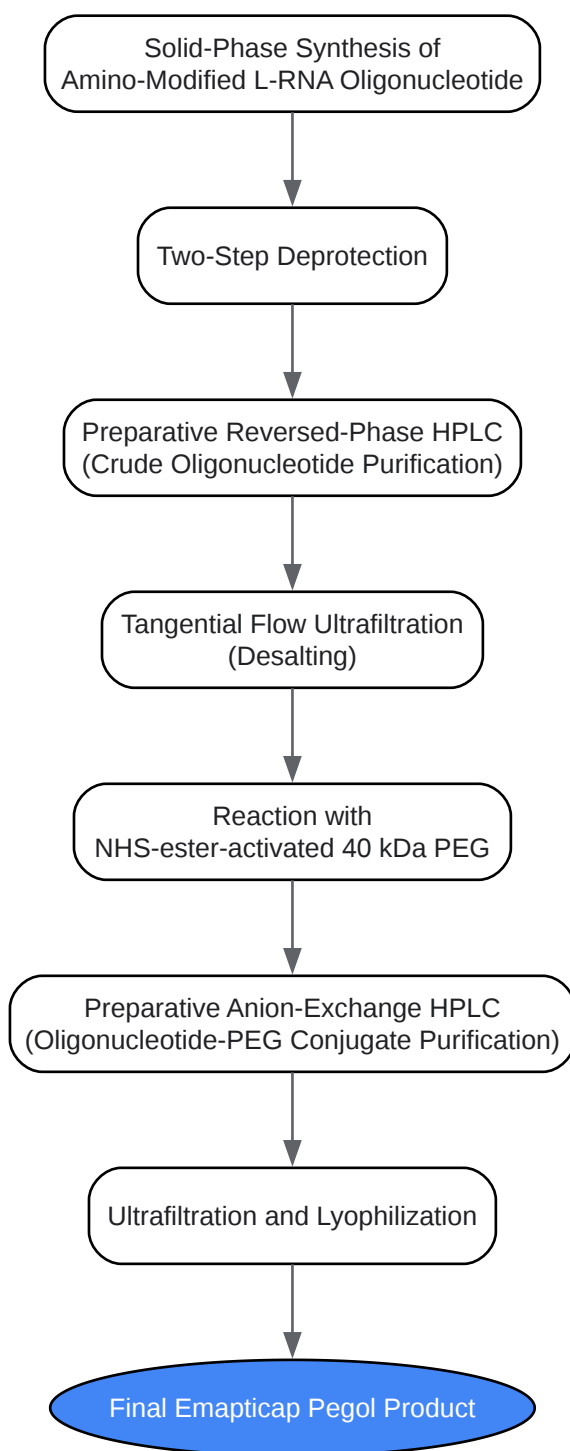 Solid-Phase Synthesis of
Amino-Modified L-RNA Oligonucleotide
Two-Step Deprotection
Preparative Reversed-Phase HPLC
(Crude Oligonucleotide Purification)
Tangential Flow Ultrafiltration
(Desalting)
Reaction with
NHS-ester-activated 40 kDa PEG
Preparative Anion-Exchange HPLC
(Oligonucleotide-PEG Conjugate Purification)
Ultrafiltration and Lyophilization
Final Emapticap Pegol Product